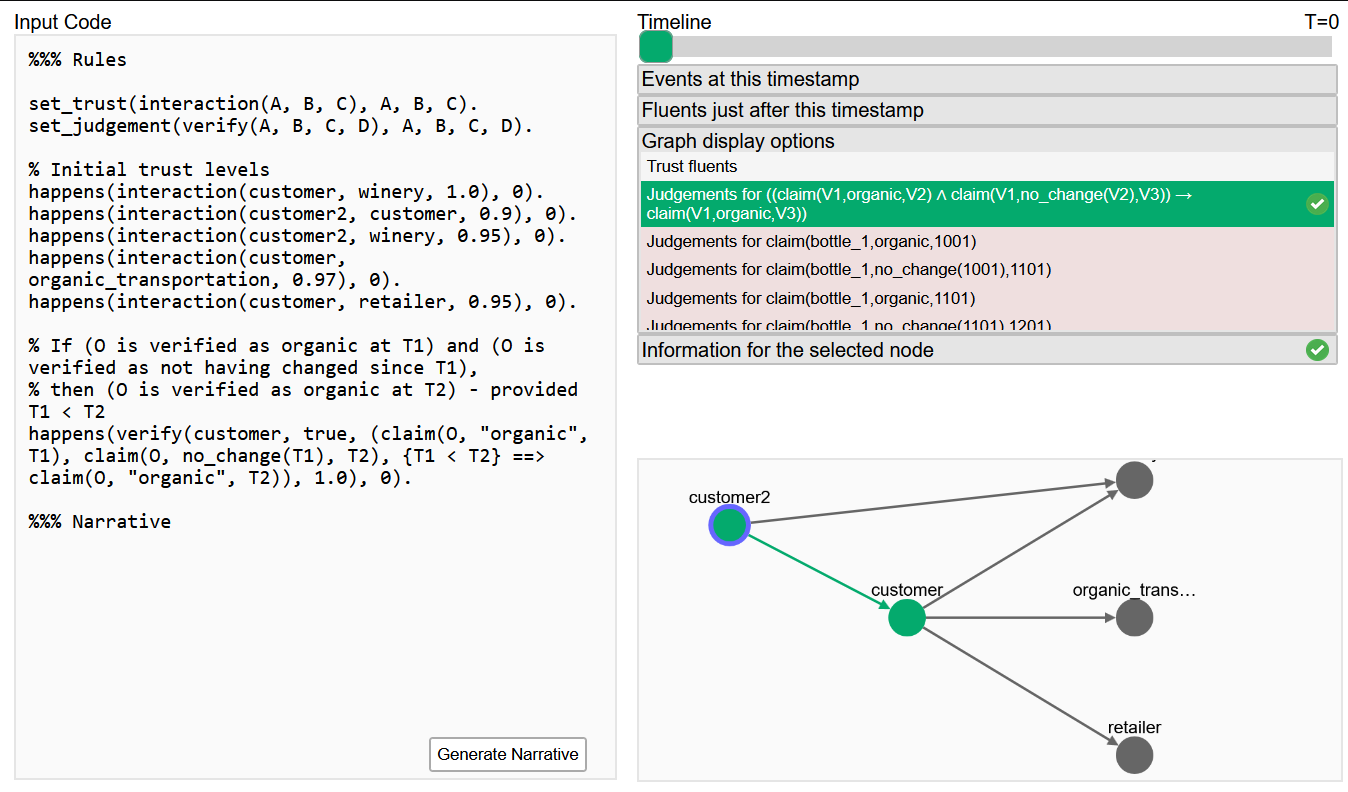 Input Code
%%% Rules
set_trust(interaction(A, B, C), A, B, C).
set_judgement(verify(A, B, C, D), A, B, C, D).
% Initial trust levels
happens(interaction(customer, winery, 1.0), 0).
happens(interaction(customer2, customer, 0.9), 0).
happens(interaction(customer2, winery, 0.95), 0).
happens(interaction(customer,
organic_transportation, 0.97), 0).
happens(interaction(customer, retailer, 0.95), 0).
% If (O is verified as organic at T1) and (O is
verified as not having changed since T1),
% then (O is verified as organic at T2) - provided
T1 < T2
happens(verify(customer, true, (claim(O, "organic",
T1), claim(O, no_change(T1), T2), {T1 < T2} ==>
claim(O, "organic", T2)), 1.0), 0).
%%% Narrative
Generate Narrative
Timeline
T=0
Events at this timestamp
Fluents just after this timestamp
Graph display options
Trust fluents
Judgements for ((claim(V1,organic,V2) ∧ claim(V1,no_change(V2),V3)) →
claim(V1,organic,V3))
Judgements for claim(bottle_1,organic,1001)
Judgements for claim(bottle_1,no_change(1001),1101)
Judgements for claim(bottle_1,organic,1101)
Judgements for claim(bottle_1,no_change(1101),1201)
Information for the selected node
customer2
customer
organic_trans...
retailer